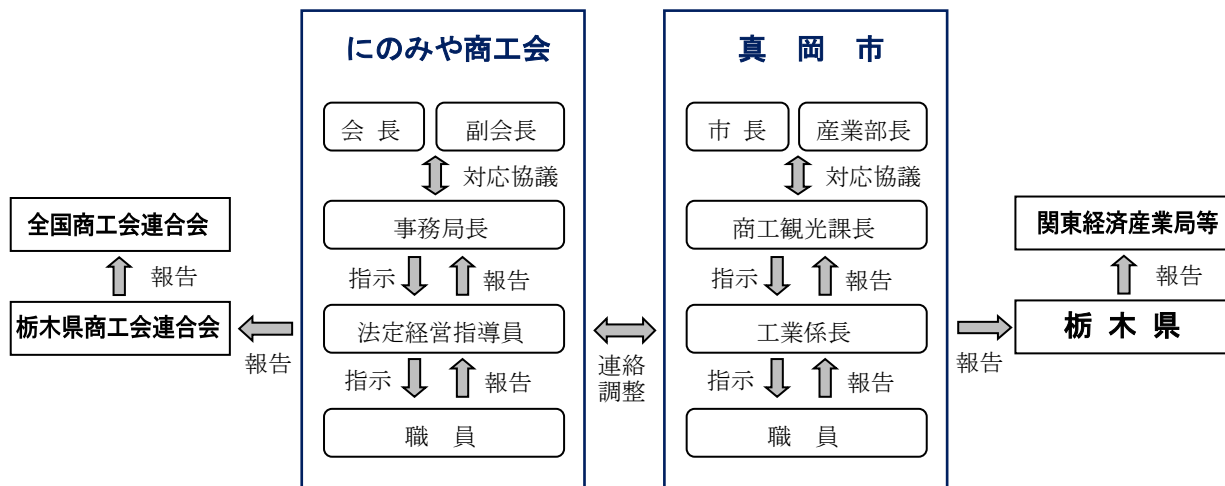 にのみや商工会
真 岡 市
会 長
副会長
市 長
産業部長
対応協議
対応協議
全国商工会連合会
事務局長
商工観光課長
関東経済産業局等
報告
指示
報告
指示
報告
報告
栃木県商工会連合会
法定経営指導員
工業係長
栃 木 県
報告
連絡
調整
報告
指示
報告
指示
報告
職 員
職 員